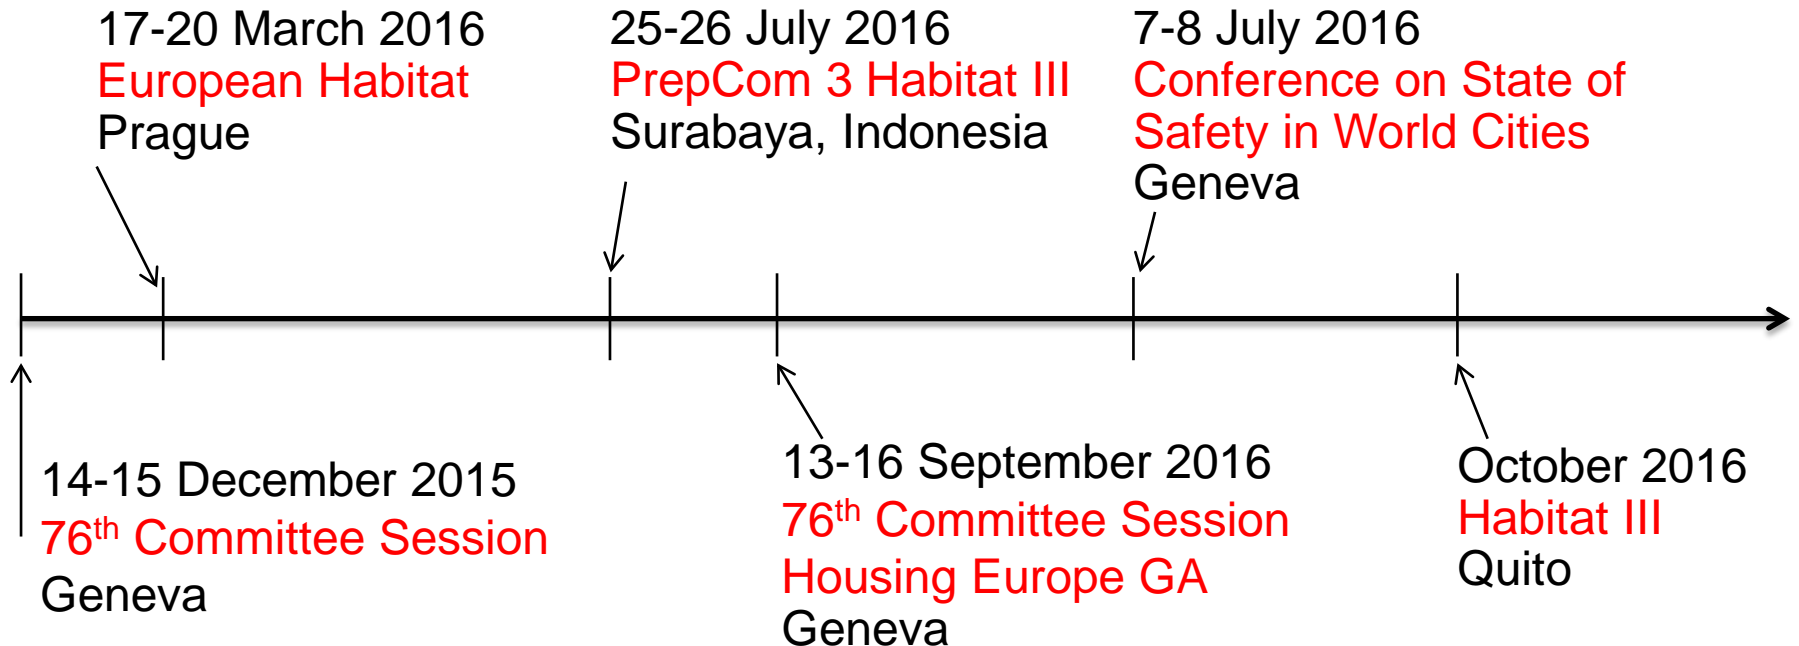 17-20 March 2016
European Habitat
Prague
25-26 July 2016
PrepCom 3 Habitat III
Surabaya, Indonesia
7-8 July 2016
Conference on State of
Safety in World Cities
Geneva
14-15 December 2015
76th Committee Session
Geneva
13-16 September 2016
76th Committee Session
Housing Europe GA
Geneva
October 2016
Habitat III
Quito